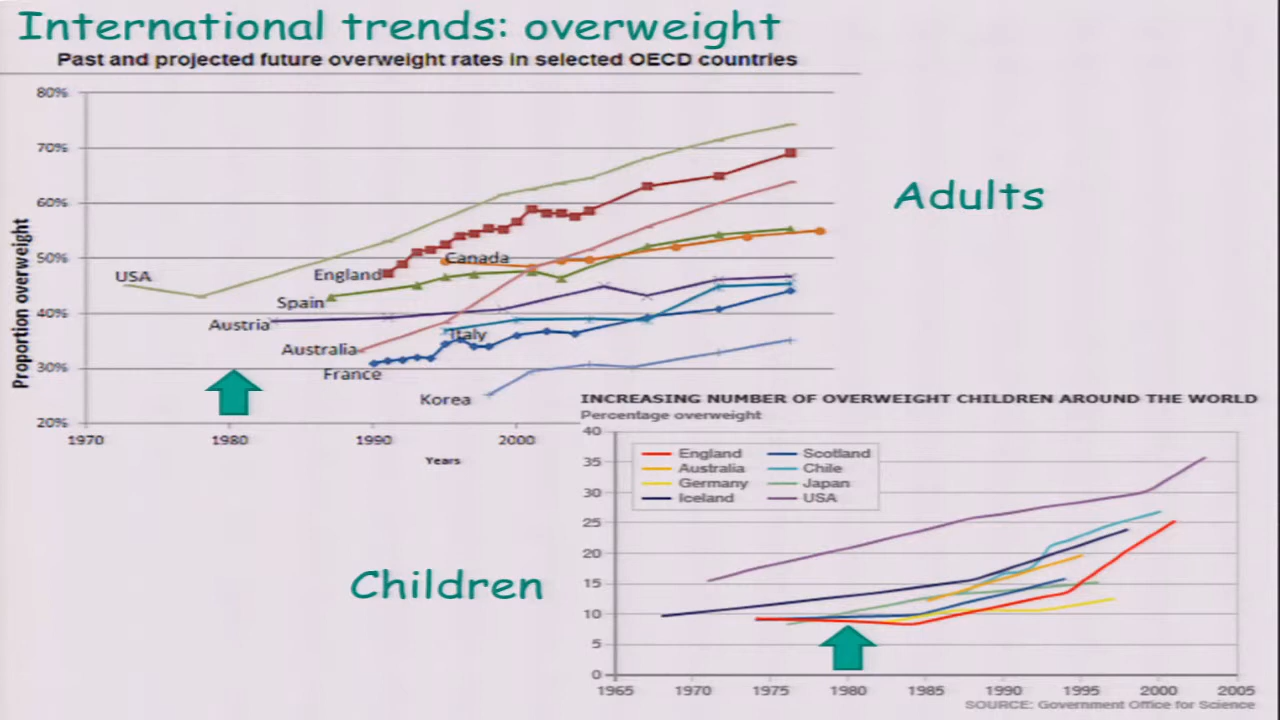 International trends: overweight
Past and projected future overweight rates in selected OECD countries
Proportion overweight
80%
70%
60%
50%
40%
30%
20%
USA
England
Canada
Spain
Austria
Italy
Australia
France
Korea
1970 1980 1990 2000
Years
Adults
Children
INCREASING NUMBER OF OVERWEIGHT CHILDREN AROUND THE WORLD
Percentage overweight
40
35
30
25
20
15
10
5
0
England Scotland
Australia Chile
Germany Japan
Iceland USA
1965 1970 1975 1980 1985 1990 1995 2000 2005
SOURCE: Government Office for Science